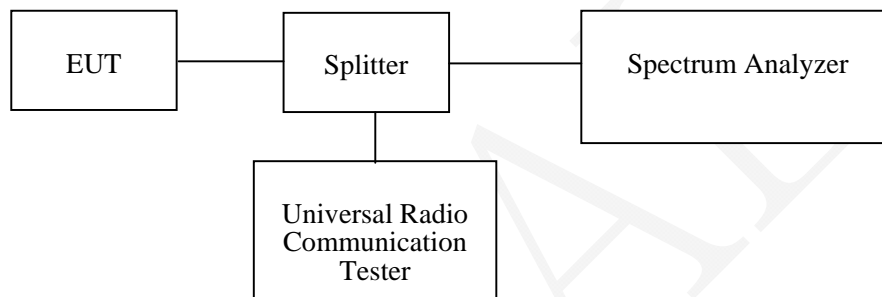 EUT
Splitter
Spectrum Analyzer
Universal Radio
Communication
Tester